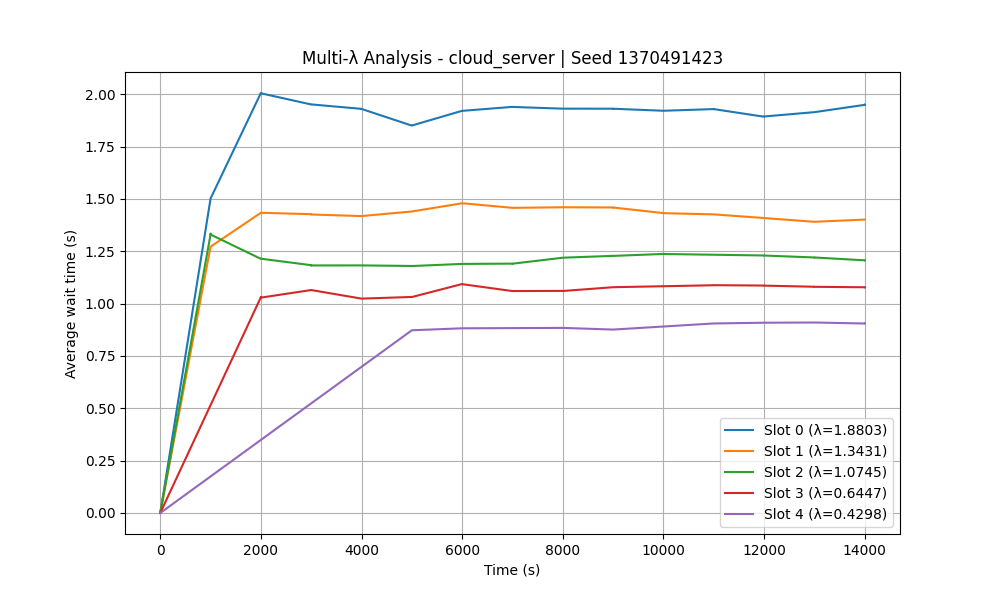 Multi-λ Analysis - cloud_server | Seed 1370491423
Average wait time (s)
2.00
1.75
1.50
1.25
1.00
0.75
0.50
0.25
0.00
Slot 0 (λ=1.8803)
Slot 1 (λ=1.3431)
Slot 2 (λ=1.0745)
Slot 3 (λ=0.6447)
Slot 4 (λ=0.4298)
0 2000 4000 6000 8000 10000 12000 14000
Time (s)